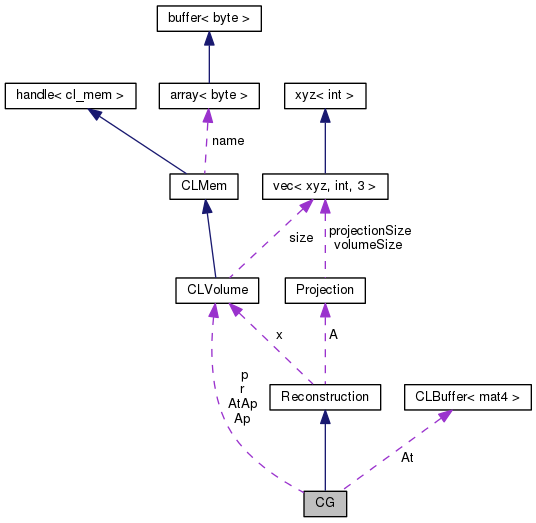 buffer< byte >
handle< cl_mem >
array< byte >
xyz< int >
name
CLMem
vec< xyz, int, 3 >
size
projectionSize
volumeSize
CLVolume
Projection
x
A
p
r
AtAp
Ap
Reconstruction
CLBuffer< mat4 >
At
CG